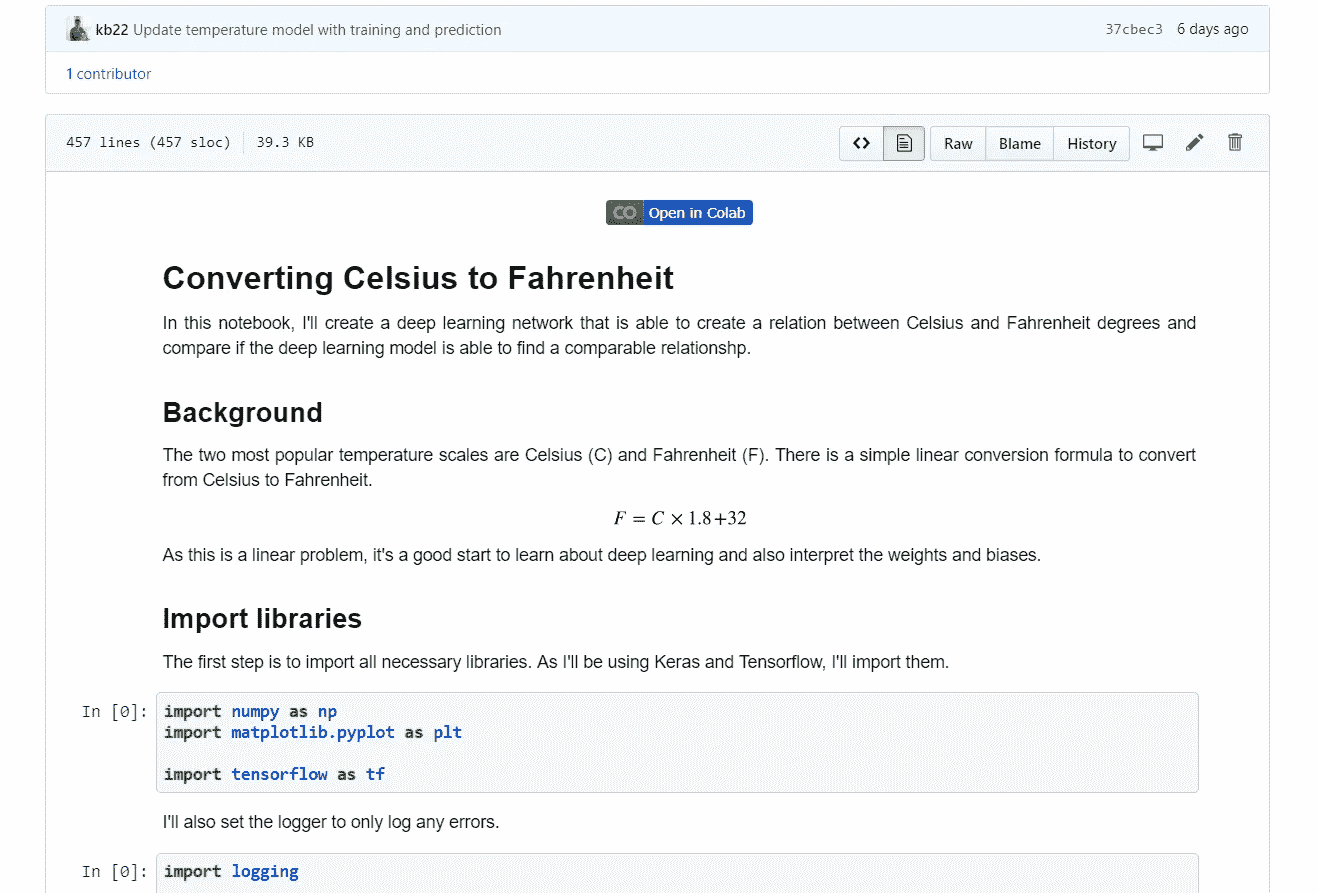 kb22 Update temperature model with training and prediction 37cbec3 6 days ago
1 contributor
457 lines (457 sloc) 39.3 KB <> Raw Blame History
CO Open in Colab
Converting Celsius to Fahrenheit
In this notebook, I'll create a deep learning network that is able to create a relation between Celsius and Fahrenheit degrees and
compare if the deep learning model is able to find a comparable relationshp.
Background
The two most popular temperature scales are Celsius (C) and Fahrenheit (F). There is a simple linear conversion formula to convert
from Celsius to Fahrenheit.
F = C × 1.8+32
As this is a linear problem, it's a good start to learn about deep learning and also interpret the weights and biases.
Import libraries
The first step is to import all necessary libraries. As I'll be using Keras and Tensorflow, I'll import them.
In [0]: import numpy as np
import matplotlib.pyplot as plt
import tensorflow as tf
I'll also set the logger to only log any errors.
In [0]: import logging